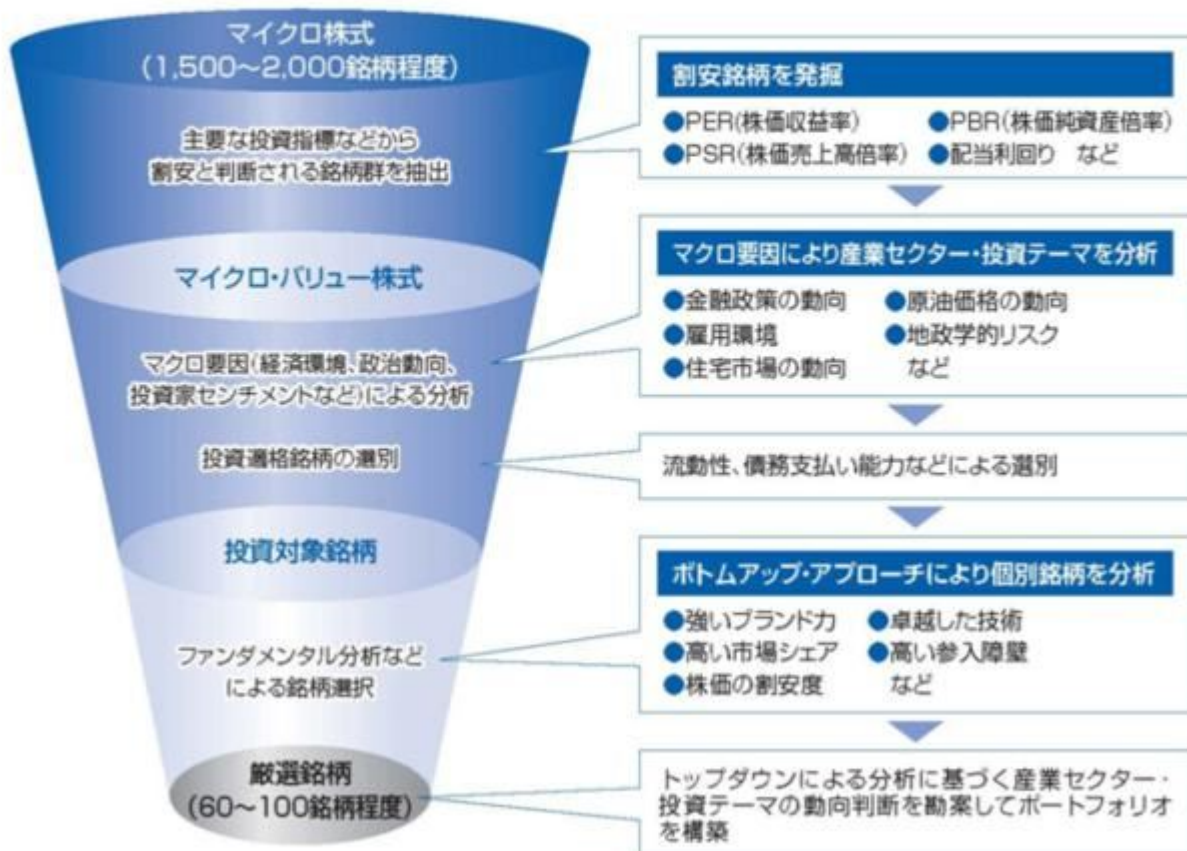 マイクロ株式
(1,500～2,000銘柄程度)
主要な投資指標などから
割安と判断される銘柄群を抽出
マイクロ・バリュー株式
マクロ要因(経済環境、政治動向、
投資家センチメントなど)による分析
投資適格銘柄の選別
投資対象銘柄
ファンダメンタル分析など
による銘柄選択
厳選銘柄
(60～100銘柄程度)
割安銘柄を発掘
●PER(株価収益率) ●PBR(株価純資産倍率)
●PSR(株価売上高倍率) ●配当利回り など
マクロ要因により産業セクター・投資テーマを分析
●金融政策の動向 ●原油価格の動向
●雇用環境 ●地政学的リスク
●住宅市場の動向 など
流動性、債務支払い能力などによる選別
ボトムアップ・アプローチにより個別銘柄を分析
●強いブランド力 ●卓越した技術
●高い市場シェア ●高い参入障壁
●株価の割安度 など
トップダウンによる分析に基づく産業セクター・
投資テーマの動向判断を勘案してポートフォリオ
を構築